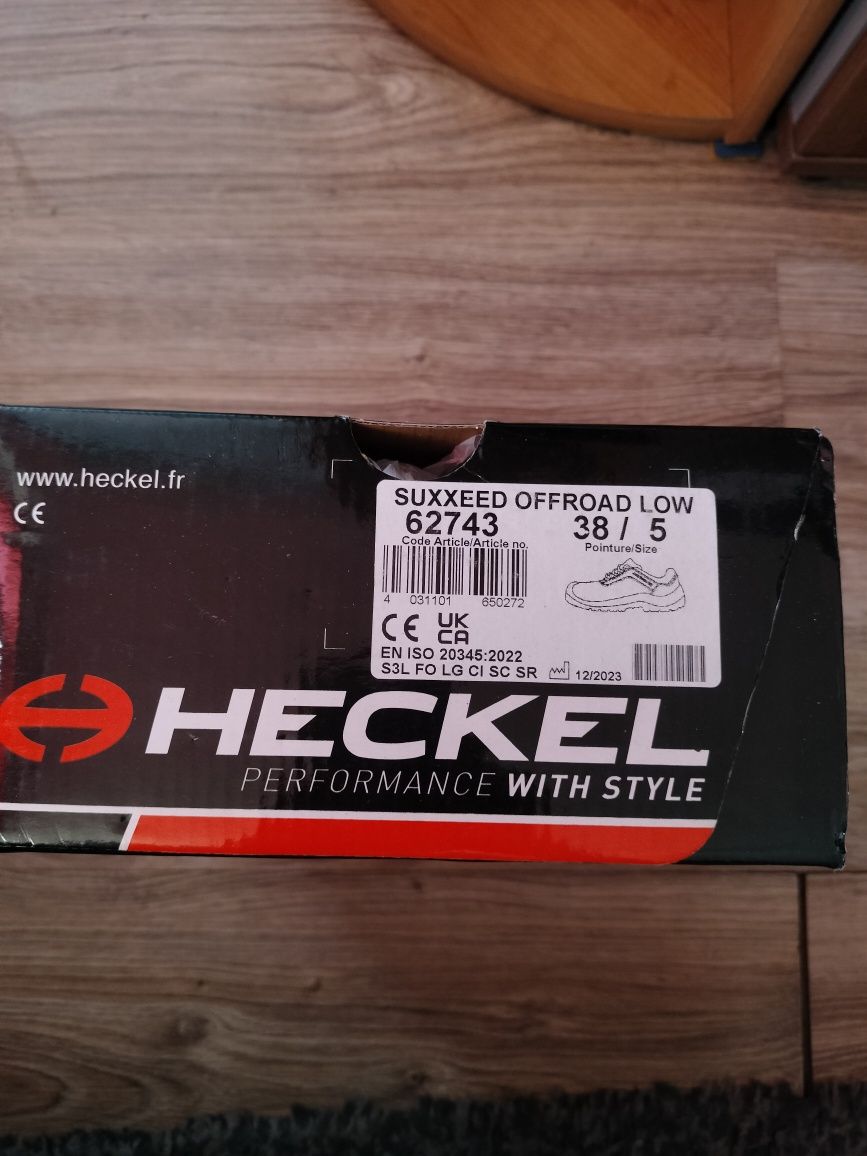 www.heckel.fr
CE
SUXXEED OFFROAD LOW
62743 38 / 5
Code Article/Article no. Pointure/Size
4 031101 650272
CE UK CA
EN ISO 20345:2022
S3L FO LG CI SC SR 12/2023
HECKEL
PERFORMANCE WITH STYLE